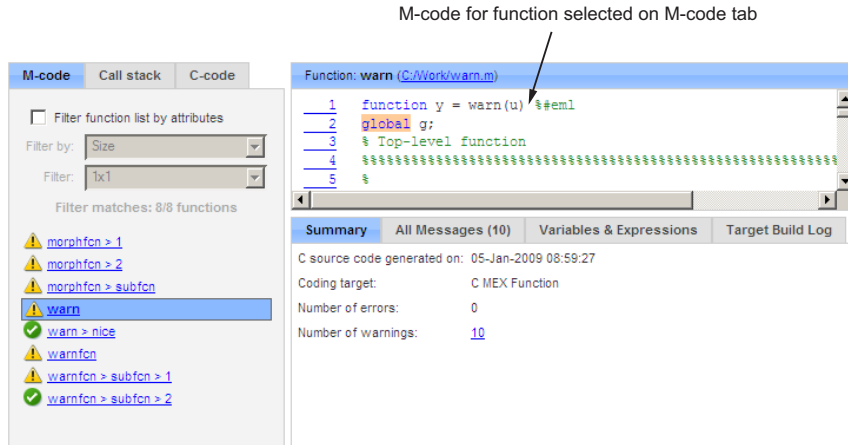 M-code for function selected on M-code tab
M-code Call stack C-code
Filter function list by attributes
Filter by: Size
Filter: 1x1
Filter matches: 8/8 functions
morphfcn > 1
morphfcn > 2
morphfcn > subfcn
warn
warn > nice
warnfcn
warnfcn > subfcn > 1
warnfcn > subfcn > 2
Function: warn (C:/Work/warn.m)
1 function y = warn(u) %#eml
2 global g;
3 % Top-level function
4 %%%%%%%%%%%%%%%%%%%%%%%%%%%%%%%%%%%%%%%%%%%%%%%%%%%%%%%%%
5 %
Summary All Messages (10) Variables & Expressions Target Build Log
C source code generated on: 05-Jan-2009 08:59:27
Coding target: C MEX Function
Number of errors: 0
Number of warnings: 10